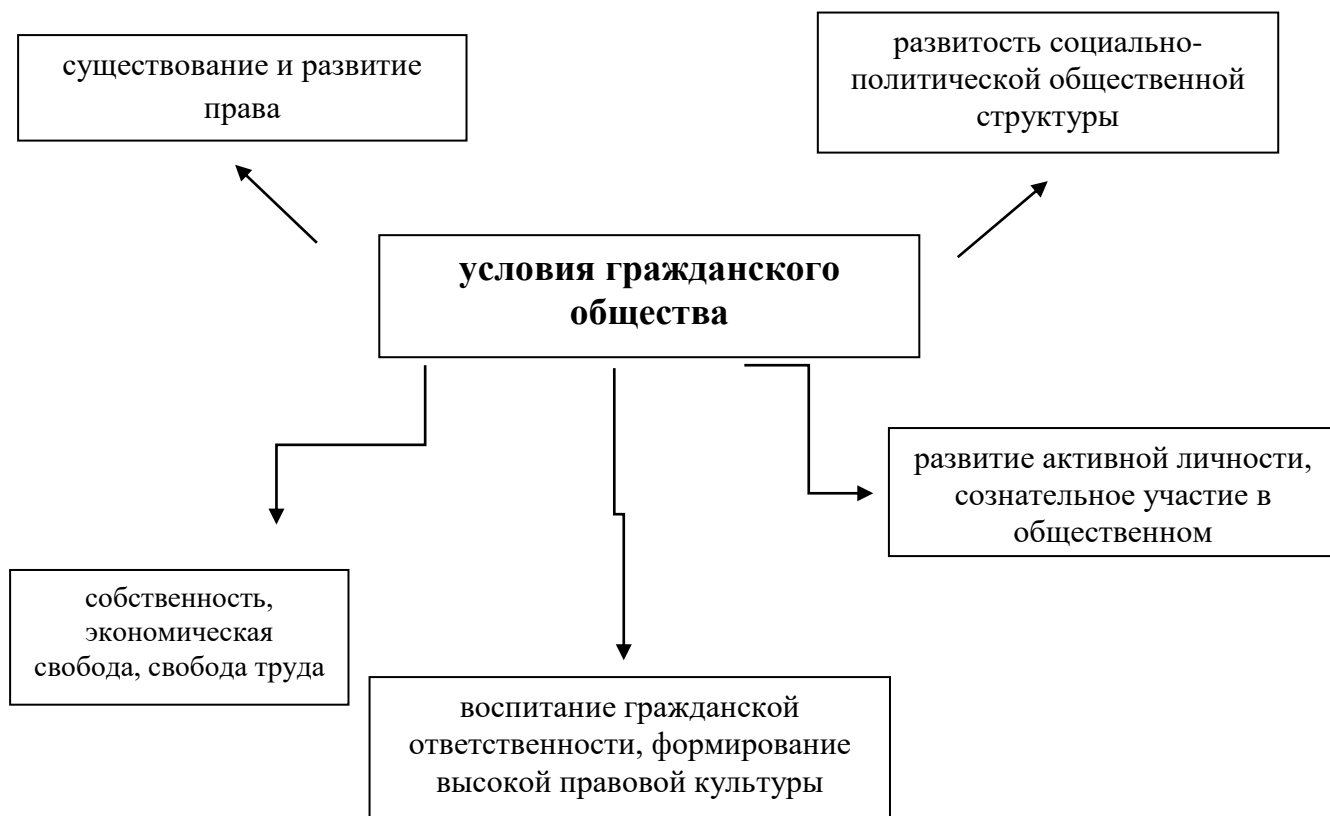 существование и развитие
права
развитость социально-
политической общественной
структуры
условия гражданского
общества
развитие активной личности,
сознательное участие в
общественном
собственность,
экономическая
свобода, свобода труда
воспитание гражданской
ответственности, формирование
высокой правовой культуры